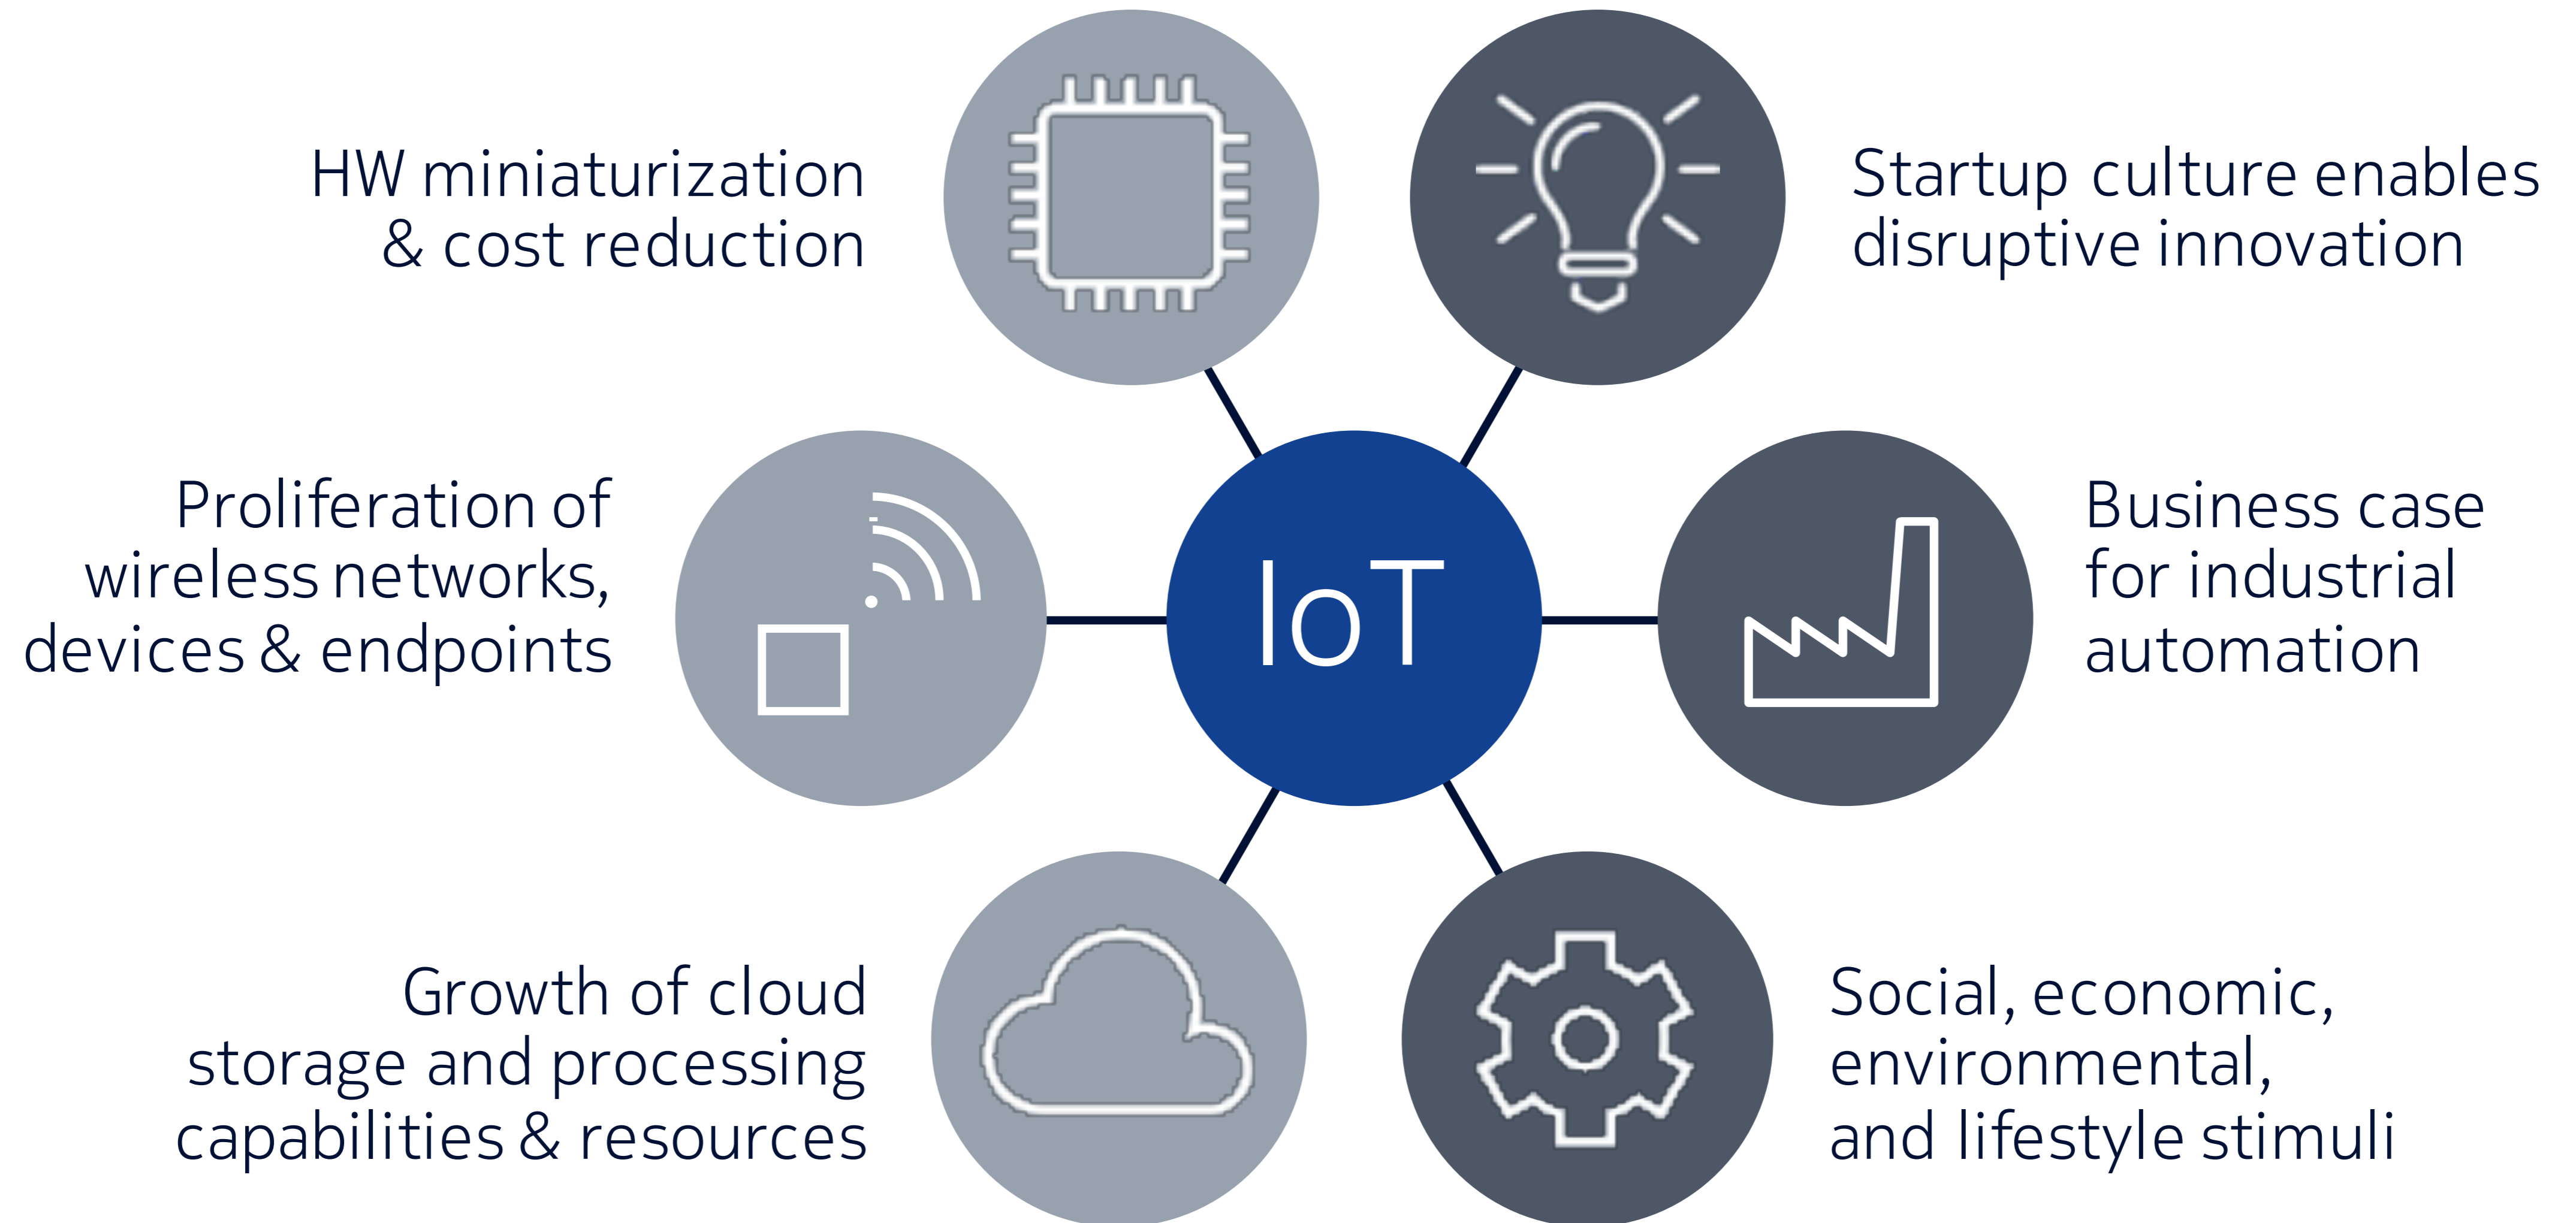 HW miniaturization
& cost reduction
Startup culture enables
disruptive innovation
Proliferation of
wireless networks,
devices & endpoints
IoT
Business case
for industrial
automation
Growth of cloud
storage and processing
capabilities & resources
Social, economic,
environmental,
and lifestyle stimuli